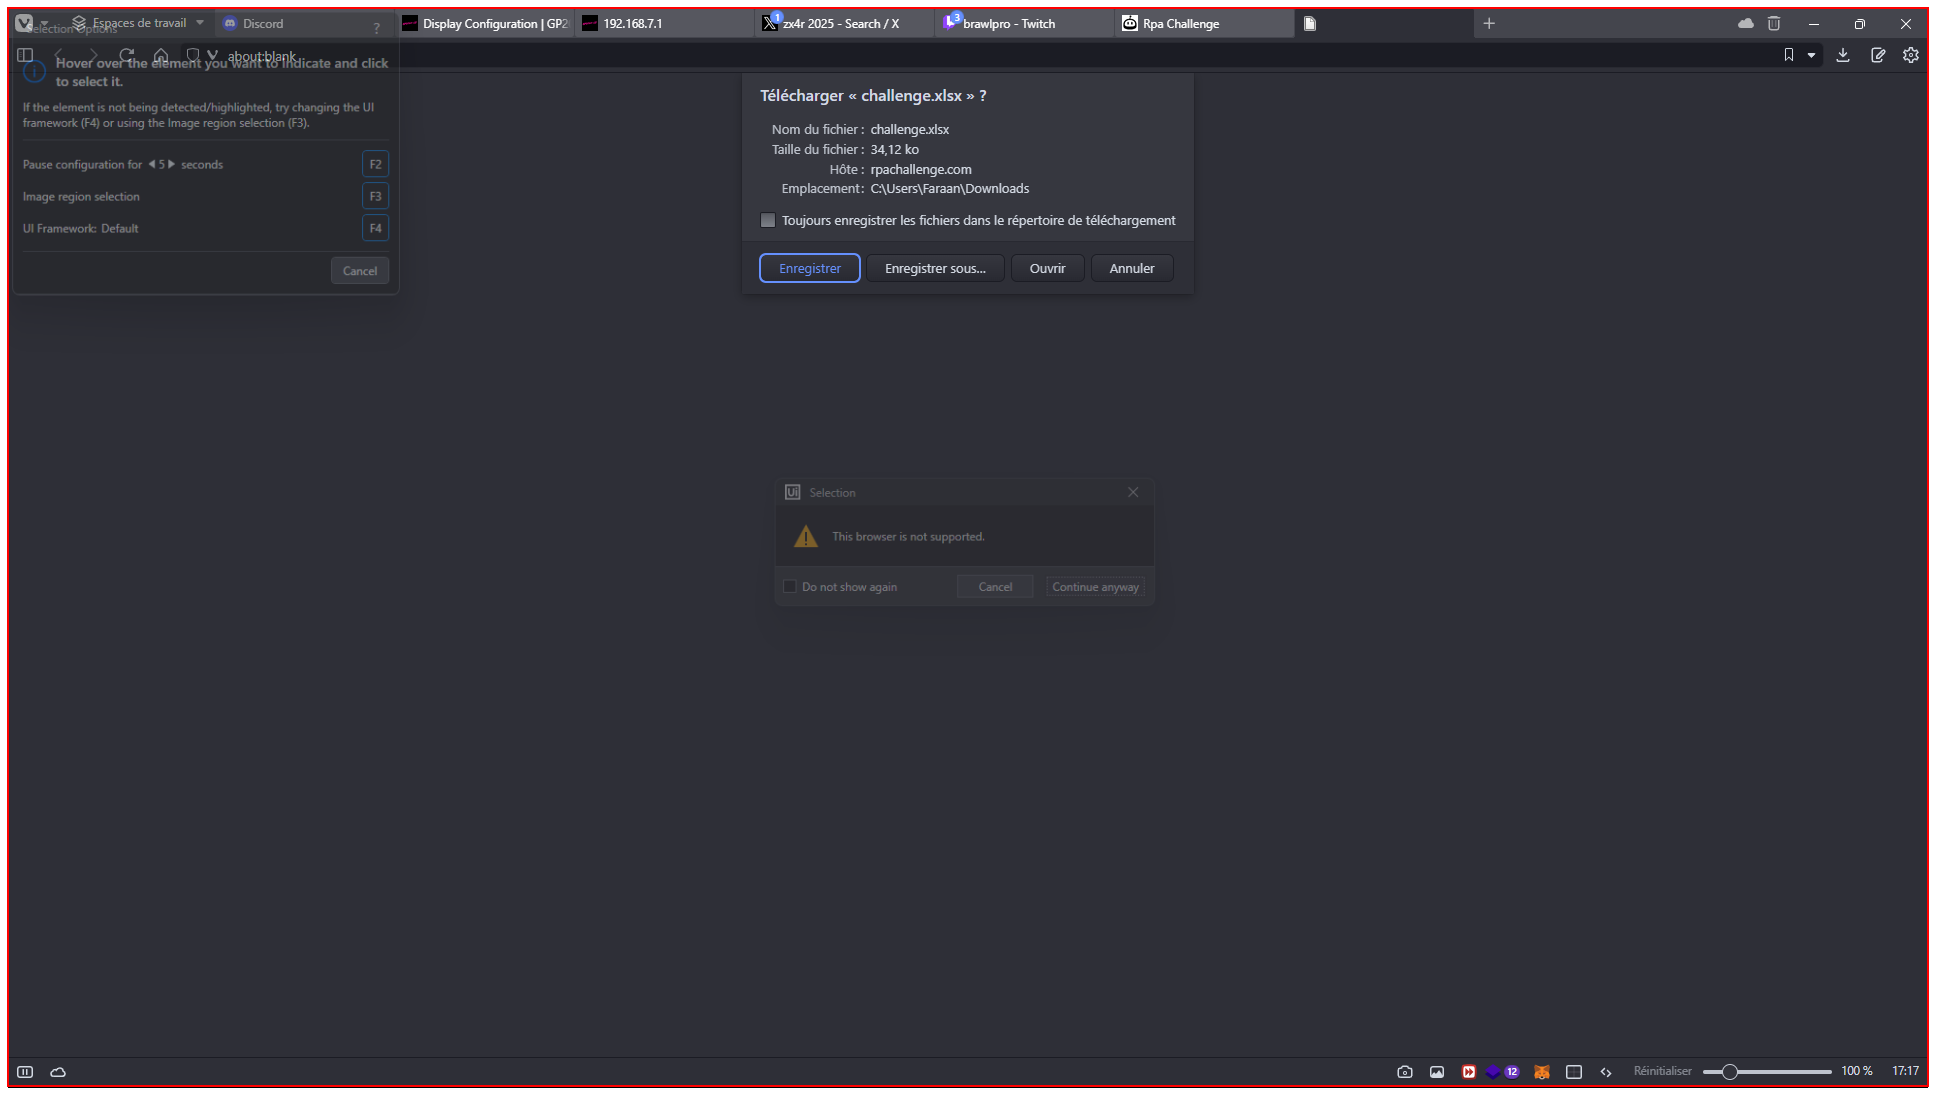 Espaces de travail
Discord
Display Configuration | GP2
192.168.7.1
1
zx4r 2025 - Search / X
3
brawlpro - Twitch
Rpa Challenge
Selection Options
?
about:blank
Hover over the element you want to indicate and click
to select it.
If the element is not being detected/highlighted, try changing the UI
framework (F4) or using the Image region selection (F3).
Pause configuration for 5 seconds
F2
Image region selection
F3
UI Framework: Default
F4
Cancel
Télécharger « challenge.xlsx » ?
Nom du fichier : challenge.xlsx
Taille du fichier : 34,12 ko
Hôte : rpachallenge.com
Emplacement: C:\Users\Faraan\Downloads
Toujours enregistrer les fichiers dans le répertoire de téléchargement
Enregistrer
Enregistrer sous...
Ouvrir
Annuler
Ui Selection
This browser is not supported.
Do not show again
Cancel
Continue anyway
12
Réinitialiser
100 %
17:17